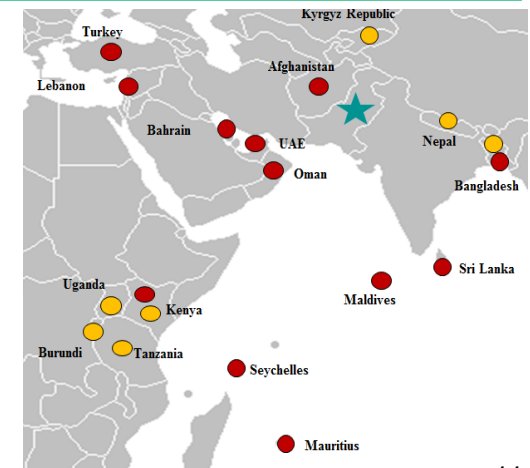 Kyrgyz Republic
Turkey
Afghanistan
Lebanon
Bahrain
UAE
Nepal
Oman
Bangladesh
Sri Lanka
Uganda
Maldives
Kenya
Burundi
Tanzania
Seychelles
Mauritius